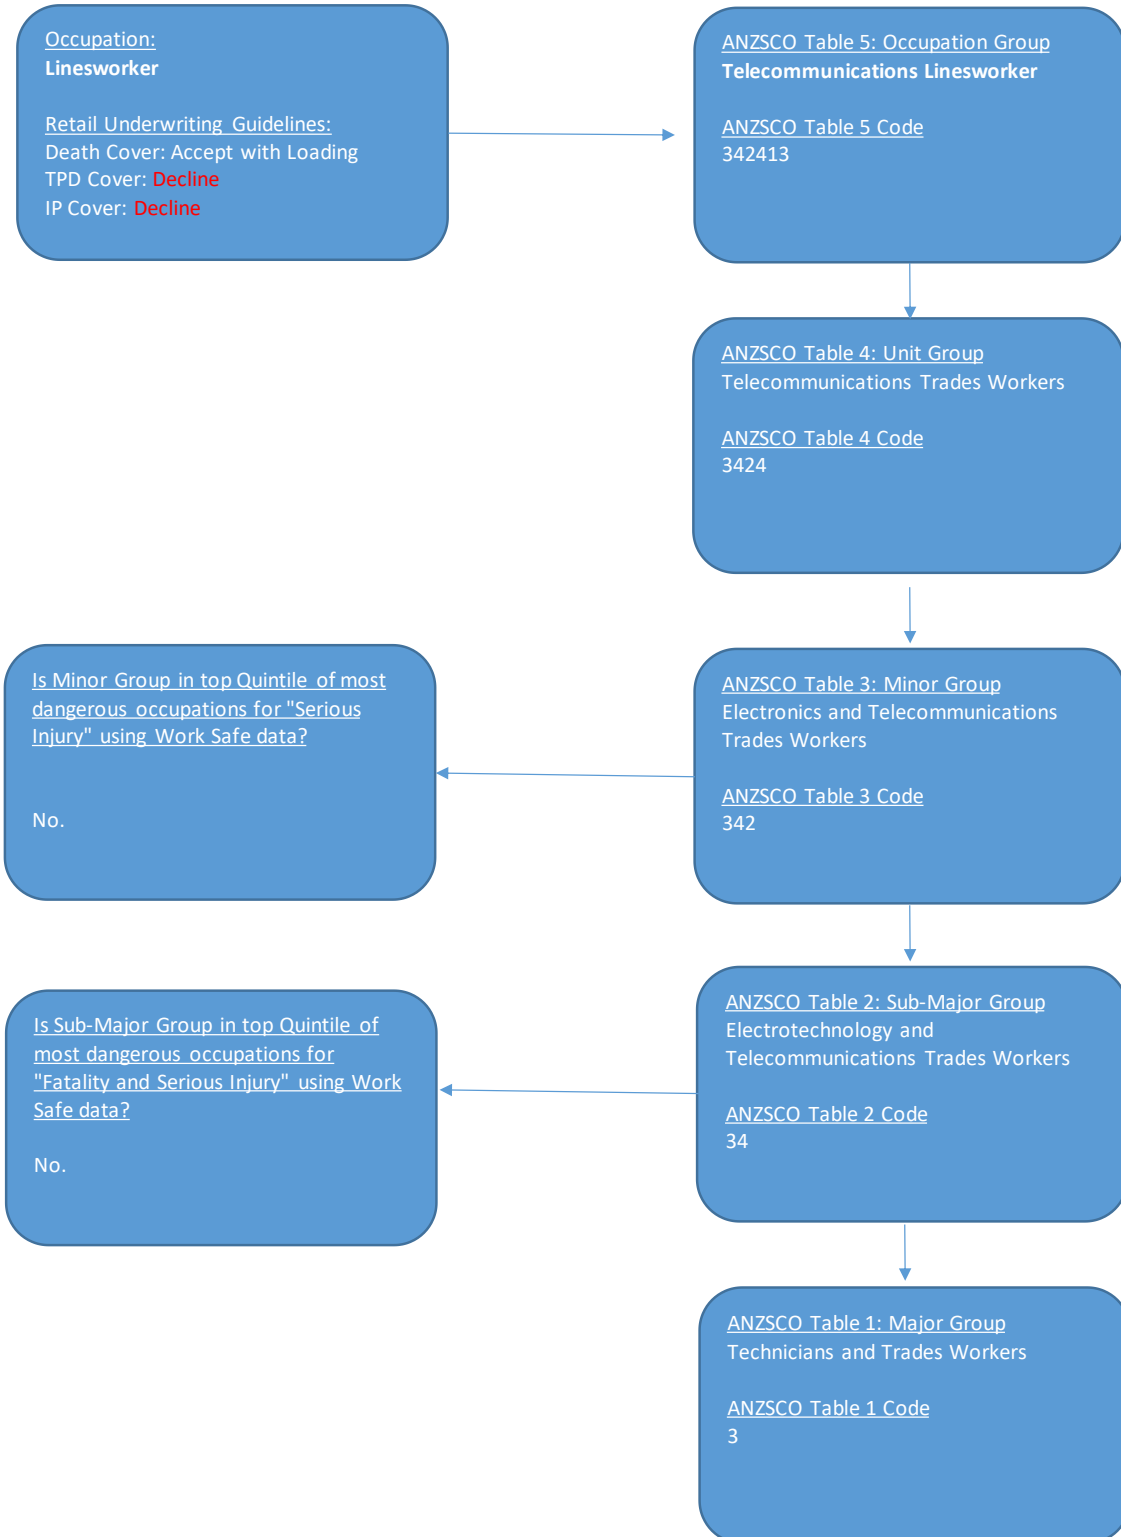 Occupation:
Linesworker
Retail Underwriting Guidelines:
Death Cover: Accept with Loading
TPD Cover: Decline
IP Cover: Decline
ANZSCO Table 5: Occupation Group
Telecommunications Linesworker
ANZSCO Table 5 Code
342413
ANZSCO Table 4: Unit Group
Telecommunications Trades Workers
ANZSCO Table 4 Code
3424
Is Minor Group in top Quintile of most
dangerous occupations for "Serious
Injury" using Work Safe data?
No.
ANZSCO Table 3: Minor Group
Electronics and Telecommunications
Trades Workers
ANZSCO Table 3 Code
342
Is Sub-Major Group in top Quintile of
most dangerous occupations for
"Fatality and Serious Injury" using Work
Safe data?
No.
ANZSCO Table 2: Sub-Major Group
Electrotechnology and
Telecommunications Trades Workers
ANZSCO Table 2 Code
34
ANZSCO Table 1: Major Group
Technicians and Trades Workers
ANZSCO Table 1 Code
3